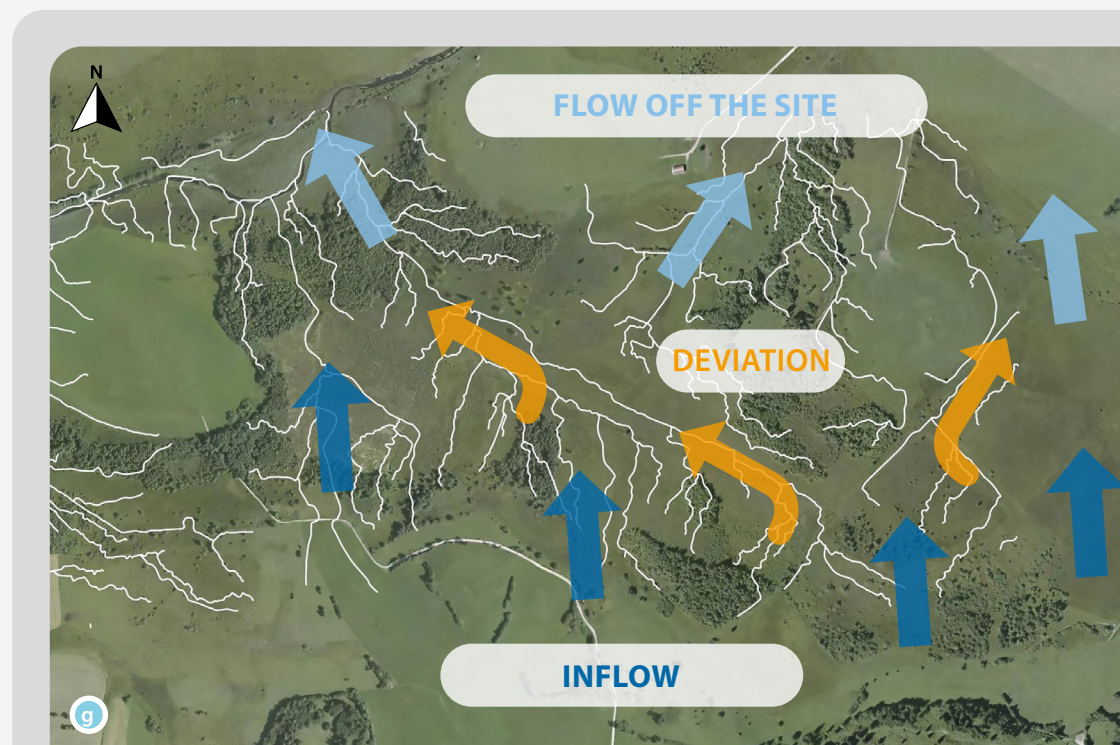 N
FLOW OFF THE SITE
DEVIATION
INFLOW
g